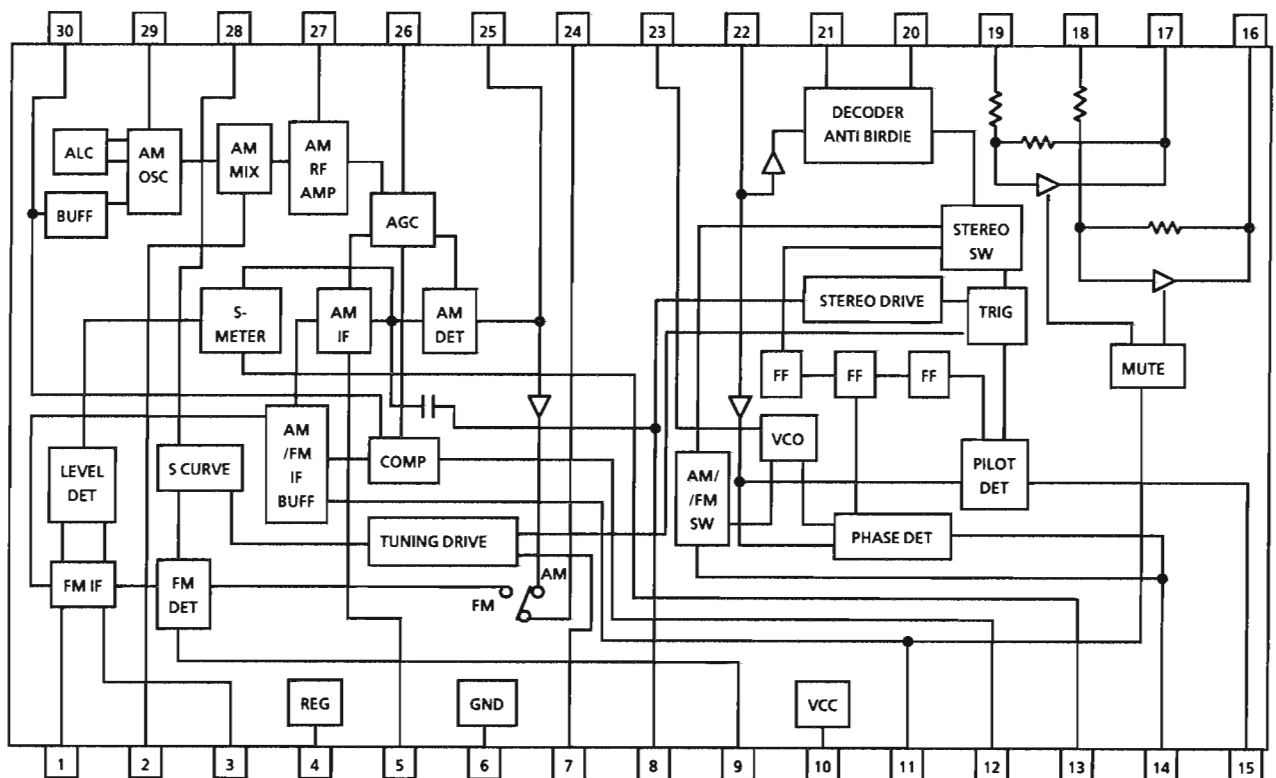 30 29 28 27 26 25 24 23 22 21 20 19 18 17 16
ALC
AM
OSC
BUFF
AM
MIX
AM
RF
AMP
AGC
DECODER
ANTI BIRDIE
STEREO
SW
S-
METER
AM
IF
AM
DET
STEREO DRIVE
TRIG
FF
FF
FF
MUTE
LEVEL
DET
S CURVE
AM
/FM
IF
BUFF
COMP
VCO
AM/
/FM
SW
PILOT
DET
TUNING DRIVE
PHASE DET
FM IF
FM
DET
FM
AM
REG
GND
VCC
1 2 3 4 5 6 7 8 9 10 11 12 13 14 15